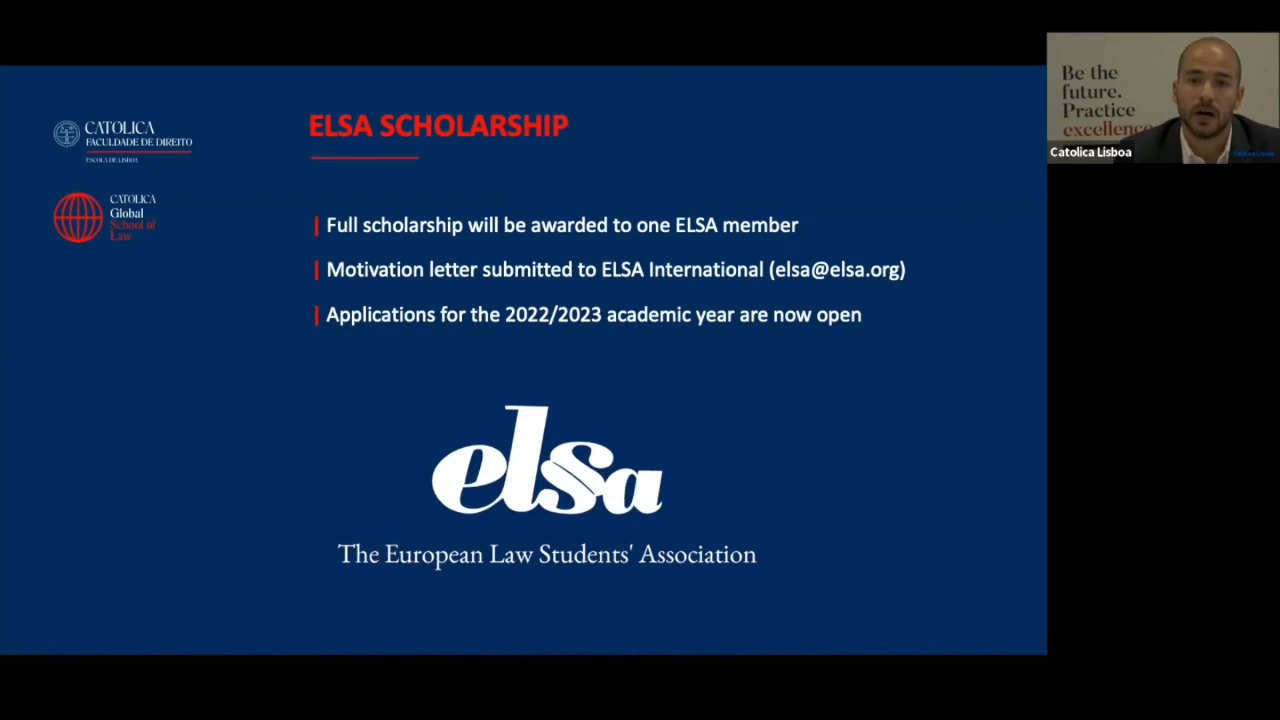 CATOLICA
FACULDADE DE DIREITO
ESCOLA DE LISBOA
CATOLICA
Global
School of
Law
ELSA SCHOLARSHIP
Full scholarship will be awarded to one ELSA member
Motivation letter submitted to ELSA International (elsa@elsa.org)
Applications for the 2022/2023 academic year are now open
elsa
The European Law Students' Association
Be the
future.
Practice
excellence
Catolica Lisboa